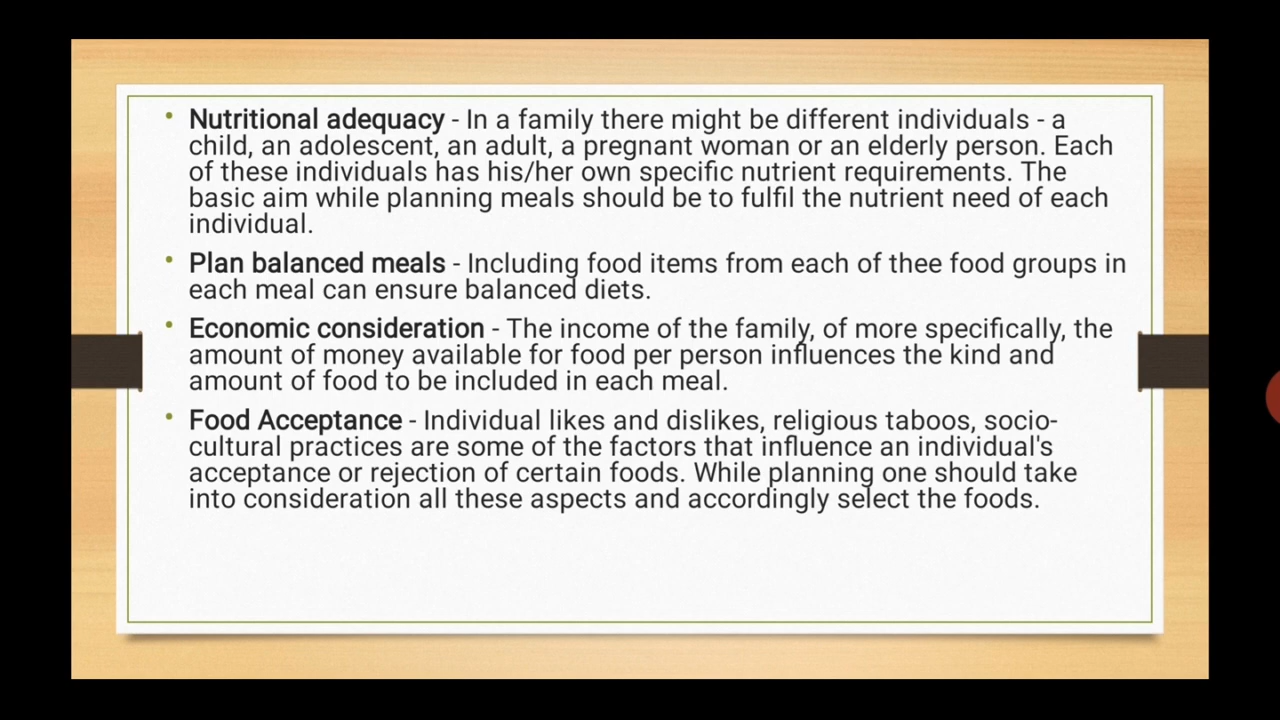 • Nutritional adequacy - In a family there might be different individuals - a
child, an adolescent, an adult, a pregnant woman or an elderly person. Each
of these individuals has his/her own specific nutrient requirements. The
basic aim while planning meals should be to fulfil the nutrient need of each
individual.
• Plan balanced meals - Including food items from each of thee food groups in
each meal can ensure balanced diets.
• Economic consideration - The income of the family, of more specifically, the
amount of money available for food per person influences the kind and
amount of food to be included in each meal.
• Food Acceptance - Individual likes and dislikes, religious taboos, socio-
cultural practices are some of the factors that influence an individual's
acceptance or rejection of certain foods. While planning one should take
into consideration all these aspects and accordingly select the foods.